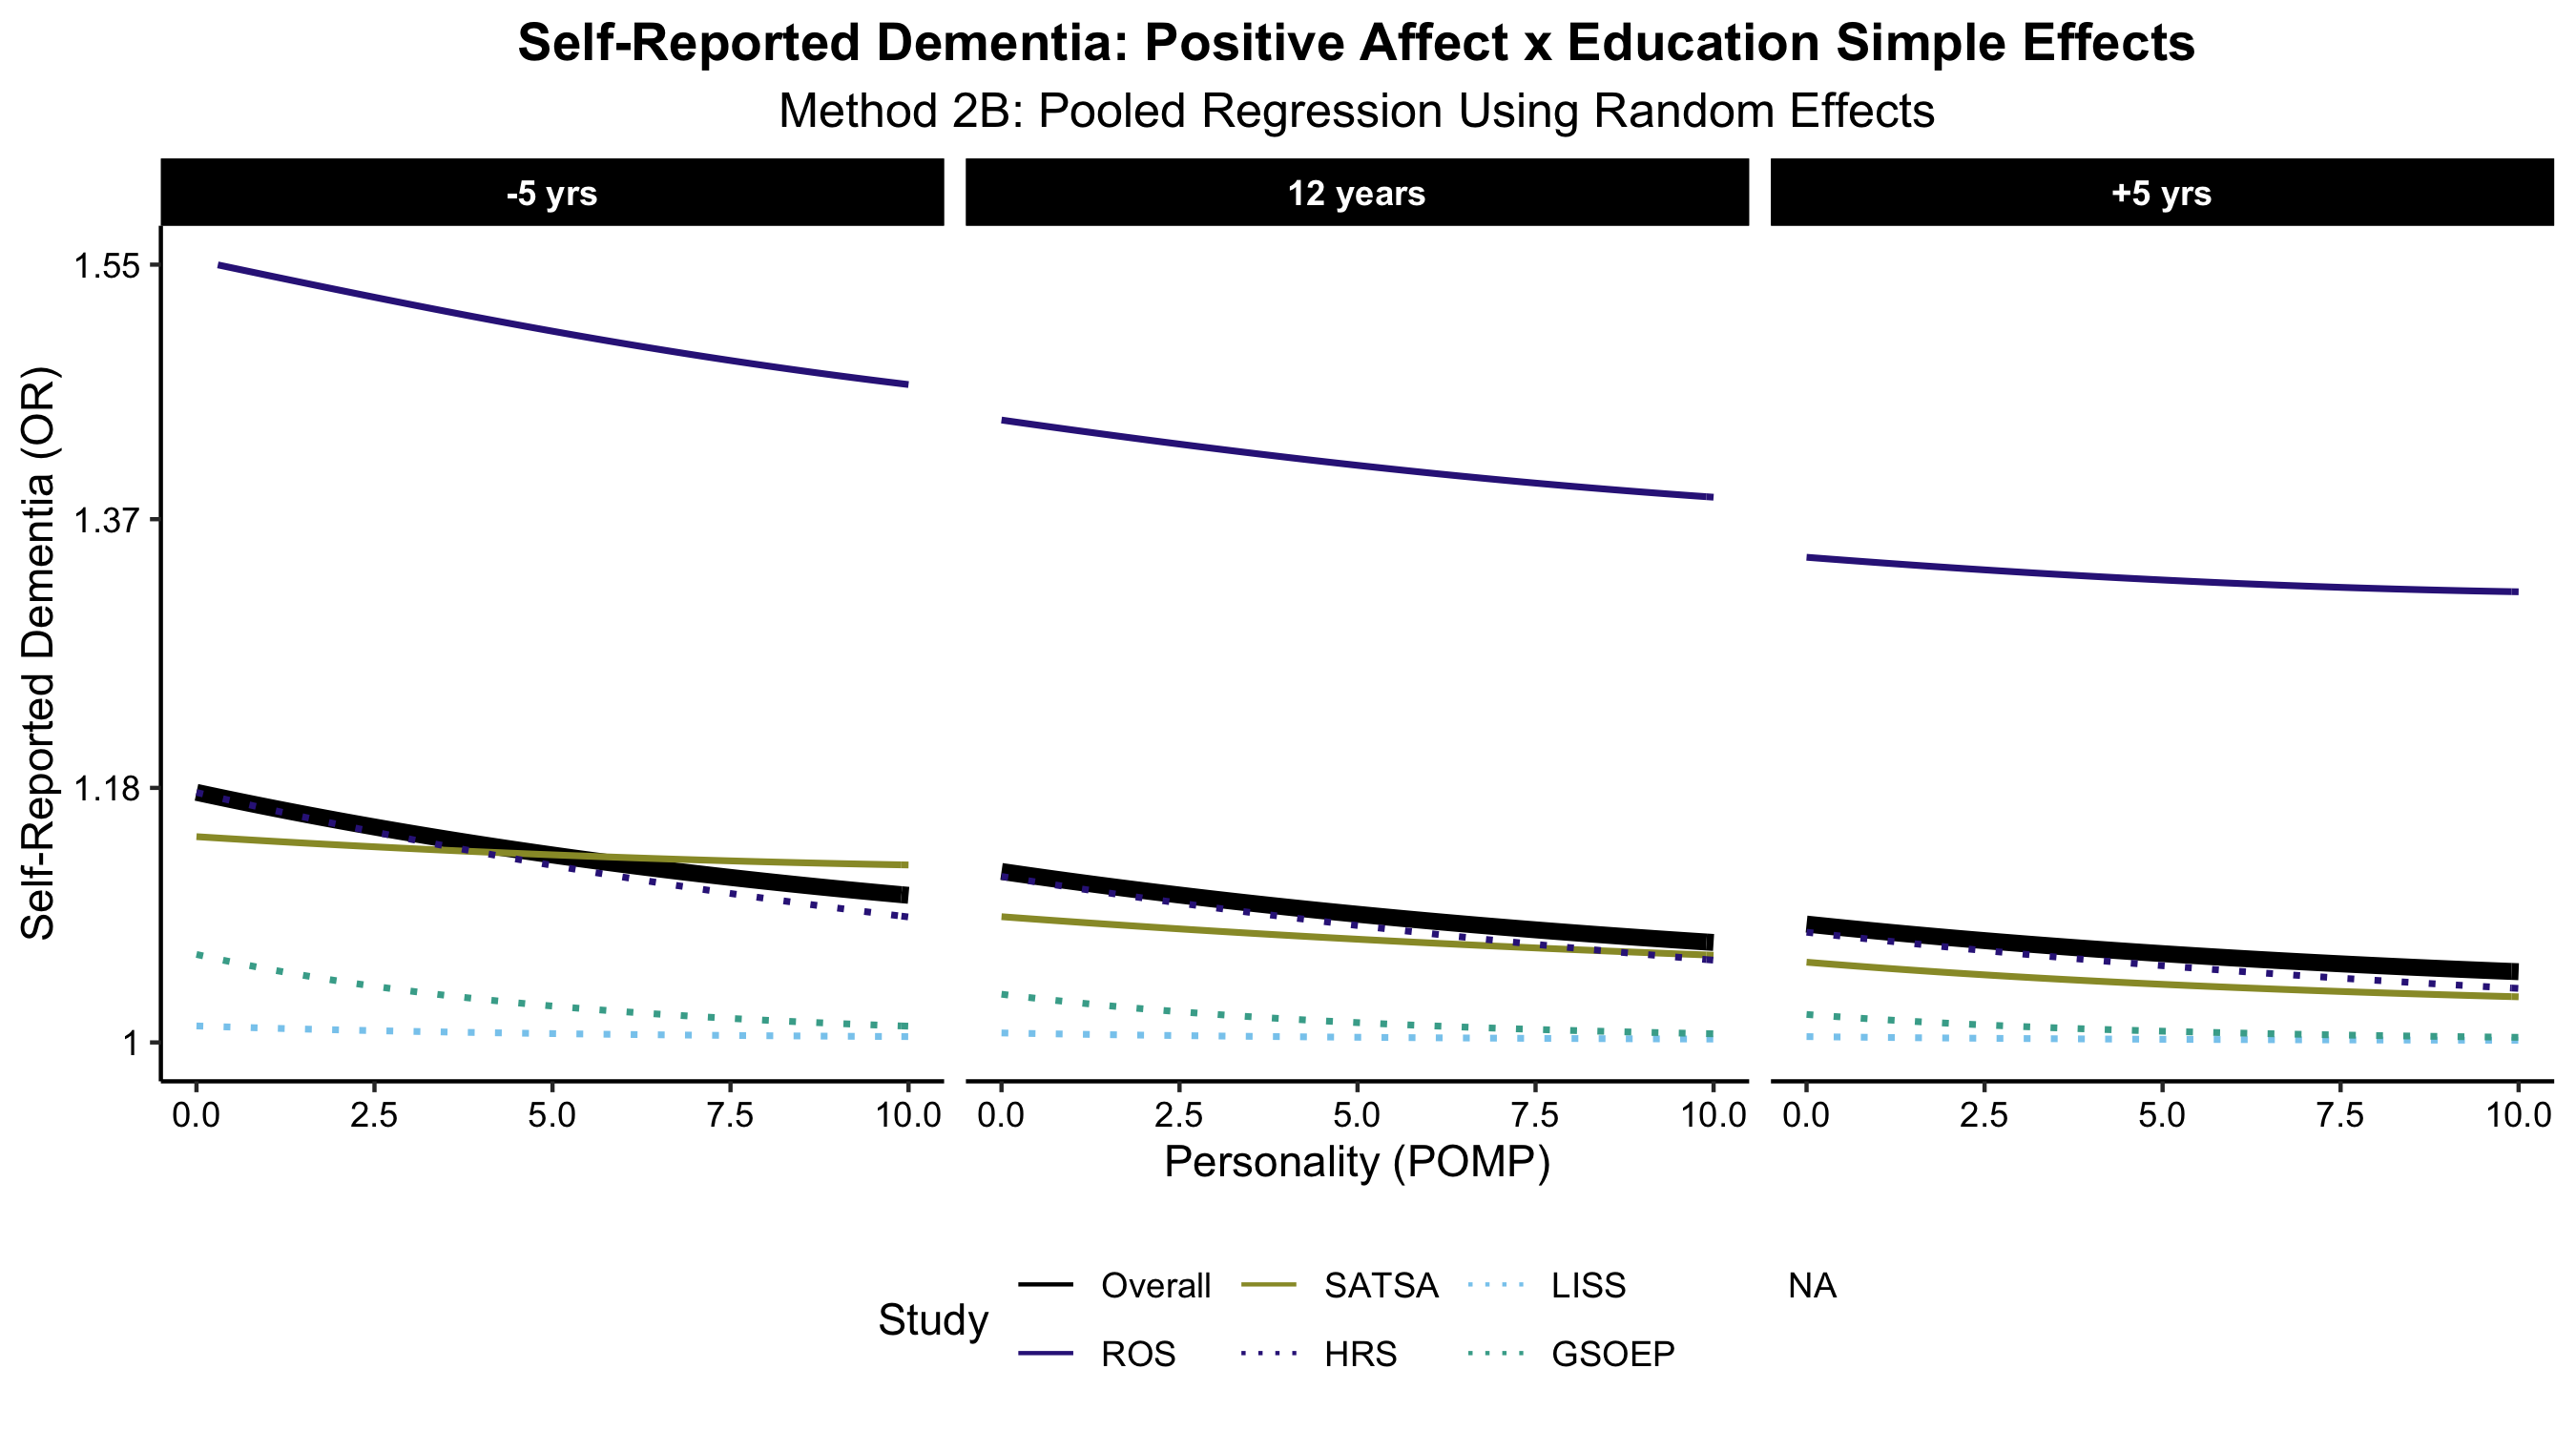 Self-Reported Dementia: Positive Affect x Education Simple Effects
Method 2B: Pooled Regression Using Random Effects
-5 yrs
12 years
+5 yrs
Self-Reported Dementia (OR)
1.55
1.37
1.18
1
0.0 2.5 5.0 7.5 10.0
0.0 2.5 5.0 7.5 10.0
0.0 2.5 5.0 7.5 10.0
Personality (POMP)
Study
Overall SATSA LISS NA
ROS HRS GSOEP